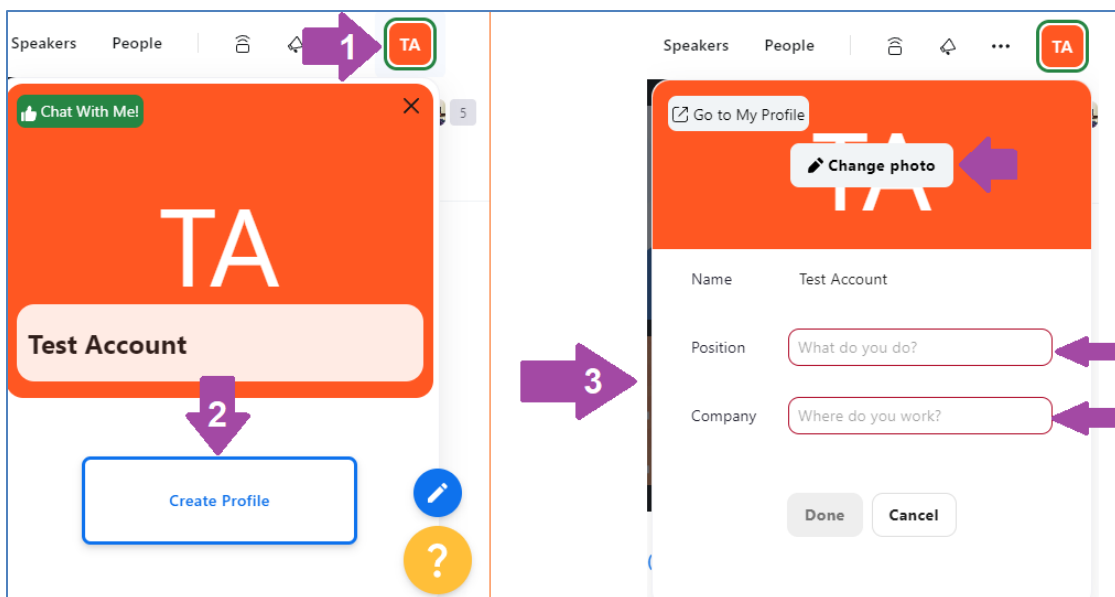 Speakers People 1 TA
Chat With Me! 5
TA
Test Account
2
Create Profile
?
Speakers People ... TA
Go to My Profile
TA
Change photo
Name Test Account
3
Position What do you do?
Company Where do you work?
Done Cancel